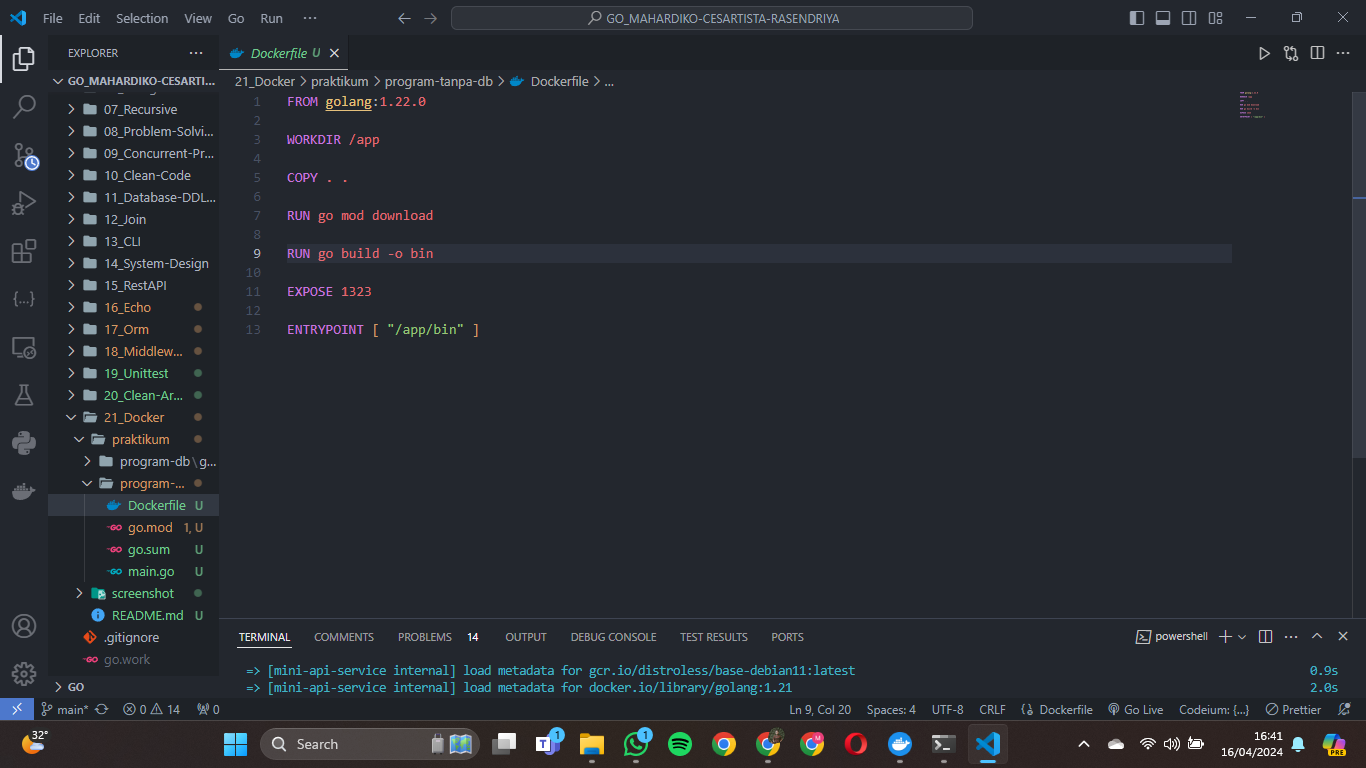 File Edit Selection View Go Run ···
GO_MAHARDIKO-CESARTISTA-RASENDRIYA
EXPLORER ···
GO_MAHARDIKO-CESARTI...
07_Recursive
08_Problem-Solvi...
09_Concurrent-Pr...
10_Clean-Code
11_Database-DDL...
12_Join
13_CLI
14_System-Design
15_RestAPI
16_Echo
17_Orm
18_Middlew...
19_Unittest
20_Clean-Ar...
21_Docker
praktikum
program-db\g...
program-...
Dockerfile U
go.mod 1, U
go.sum U
main.go U
screenshot
README.md U
.gitignore
go.work
GO
Dockerfile U
21_Docker > praktikum > program-tanpa-db > Dockerfile > ...
1 FROM golang:1.22.0
2
3 WORKDIR /app
4
5 COPY . .
6
7 RUN go mod download
8
9 RUN go build -o bin
10
11 EXPOSE 1323
12
13 ENTRYPOINT [ "/app/bin" ]
TERMINAL COMMENTS PROBLEMS 14 OUTPUT DEBUG CONSOLE TEST RESULTS PORTS
powershell
=> [mini-api-service internal] load metadata for gcr.io/distroless/base-debian11:latest 0.9s
=> [mini-api-service internal] load metadata for docker.io/library/golang:1.21 2.0s
main* 0 14 0 Ln 9, Col 20 Spaces: 4 UTF-8 CRLF Dockerfile Go Live Codeium: {...} Prettier
32°
Search
1
1
16:41
16/04/2024
PRE